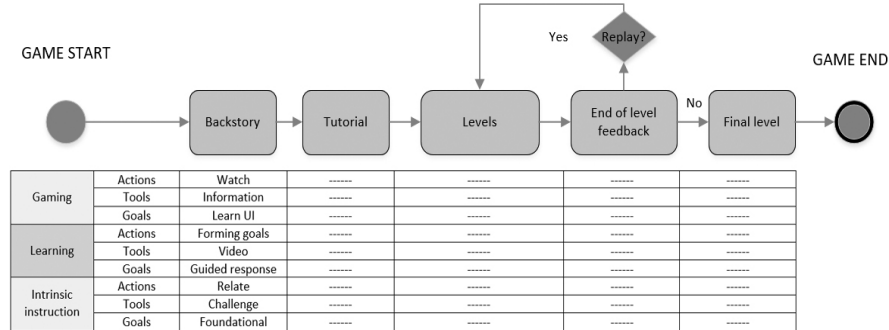 GAME START
Yes
Replay?
GAME END
Backstory
Tutorial
Levels
End of level
feedback
No
Final level
Gaming
Actions Watch ------ ------ ------ ------
Tools Information ------ ------ ------ ------
Goals Learn UI ------ ------ ------ ------
Learning
Actions Forming goals ------ ------ ------ ------
Tools Video ------ ------ ------ ------
Goals Guided response ------ ------ ------ ------
Intrinsic
instruction
Actions Relate ------ ------ ------ ------
Tools Challenge ------ ------ ------ ------
Goals Foundational ------ ------ ------ ------